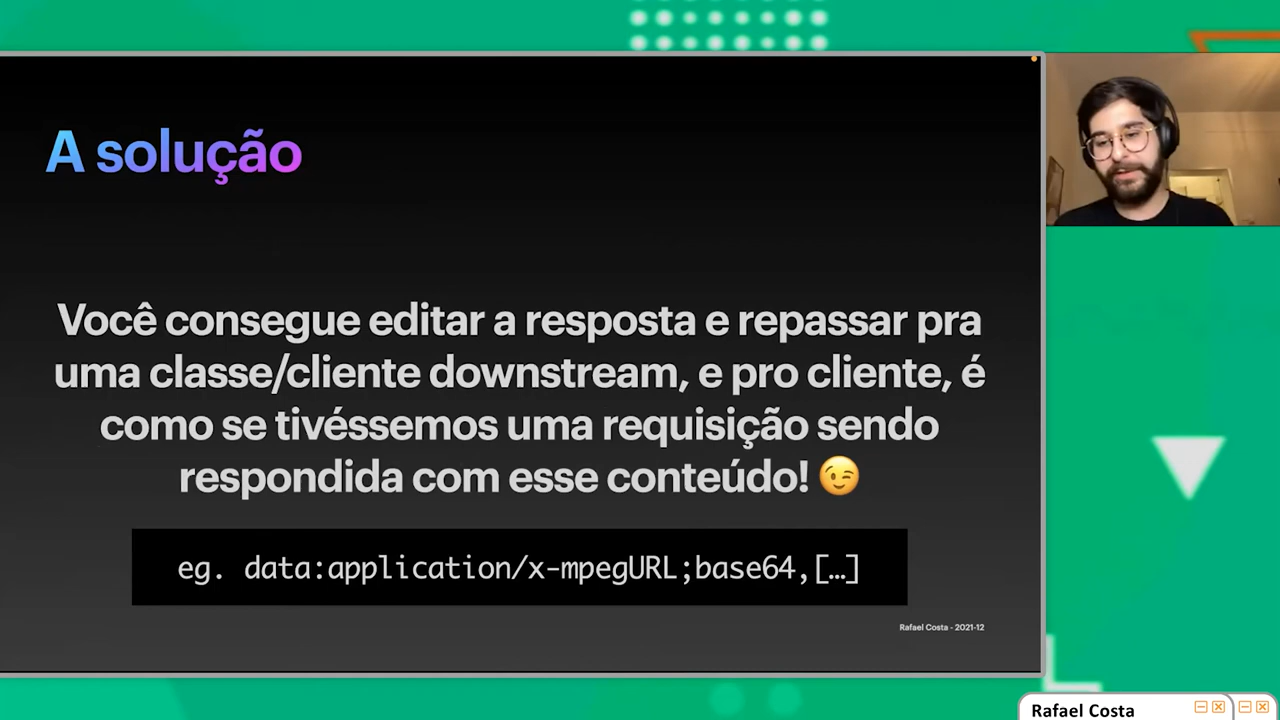 A solução
Você consegue editar a resposta e repassar pra
uma classe/cliente downstream, e pro cliente, é
como se tivéssemos uma requisição sendo
respondida com esse conteúdo! 😉
eg. data:application/x-mpegURL;base64,[…]
Rafael Costa - 2021-12
Rafael Costa